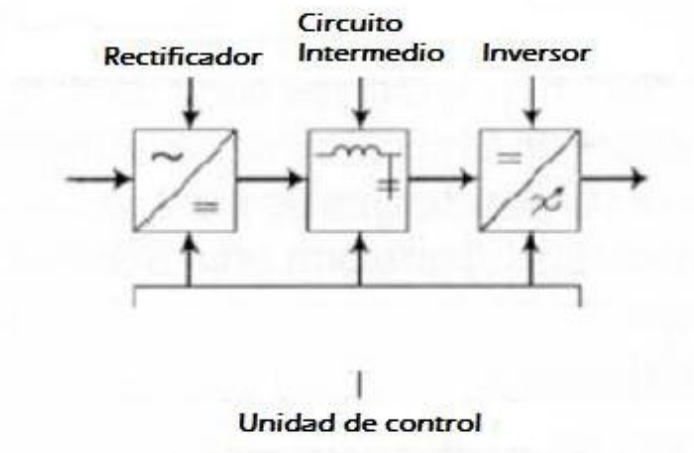 Rectificador
Circuito
Intermedio
Inversor
Unidad de control